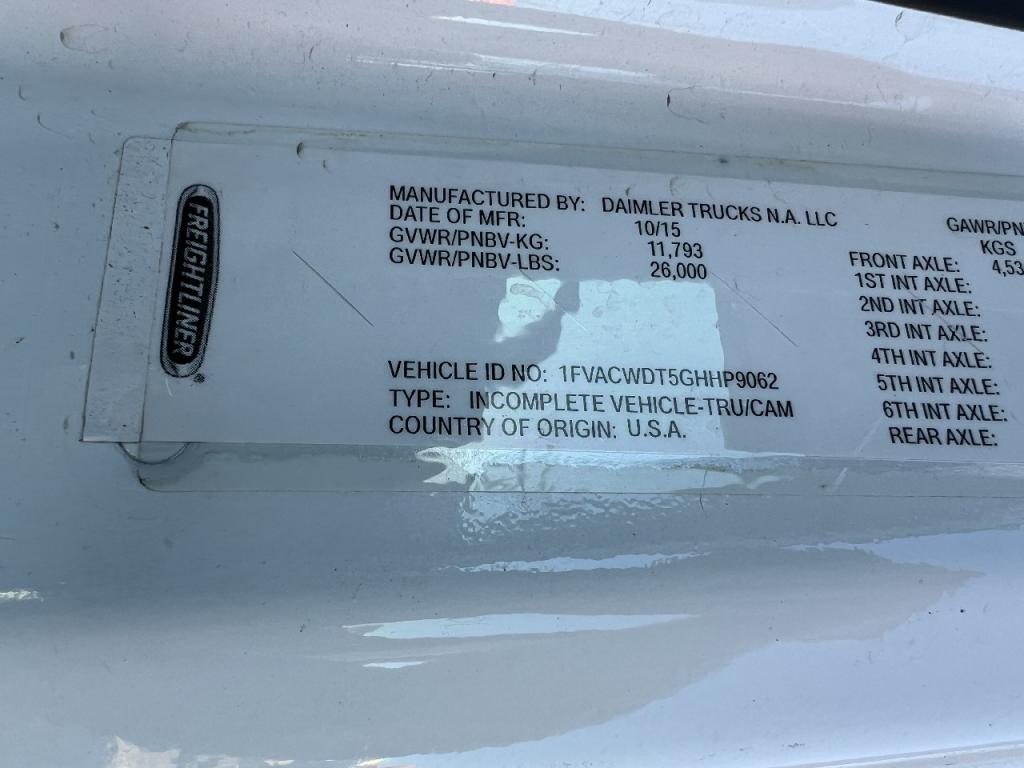 FREIGHTLINER
MANUFACTURED BY: DAIMLER TRUCKS N.A. LLC
DATE OF MFR: 10/15
GVWR/PNBV-KG: 11,793
GVWR/PNBV-LBS: 26,000
VEHICLE ID NO: 1FVACWDT5GHHP9062
TYPE: INCOMPLETE VEHICLE-TRU/CAM
COUNTRY OF ORIGIN: U.S.A.
GAWR/PN
KGS
FRONT AXLE: 4,53
1ST INT AXLE:
2ND INT AXLE:
3RD INT AXLE:
4TH INT AXLE:
5TH INT AXLE:
6TH INT AXLE:
REAR AXLE: